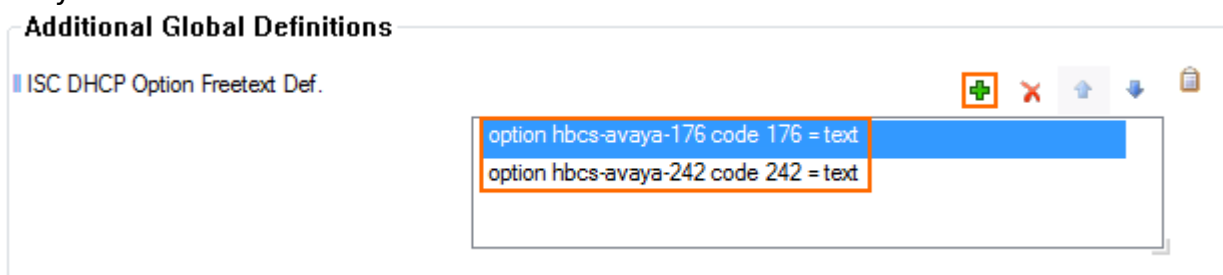 Additional Global Definitions
ISC DHCP Option Freetext Def.
option hbcs-avaya-176 code 176 = text
option hbcs-avaya-242 code 242 = text